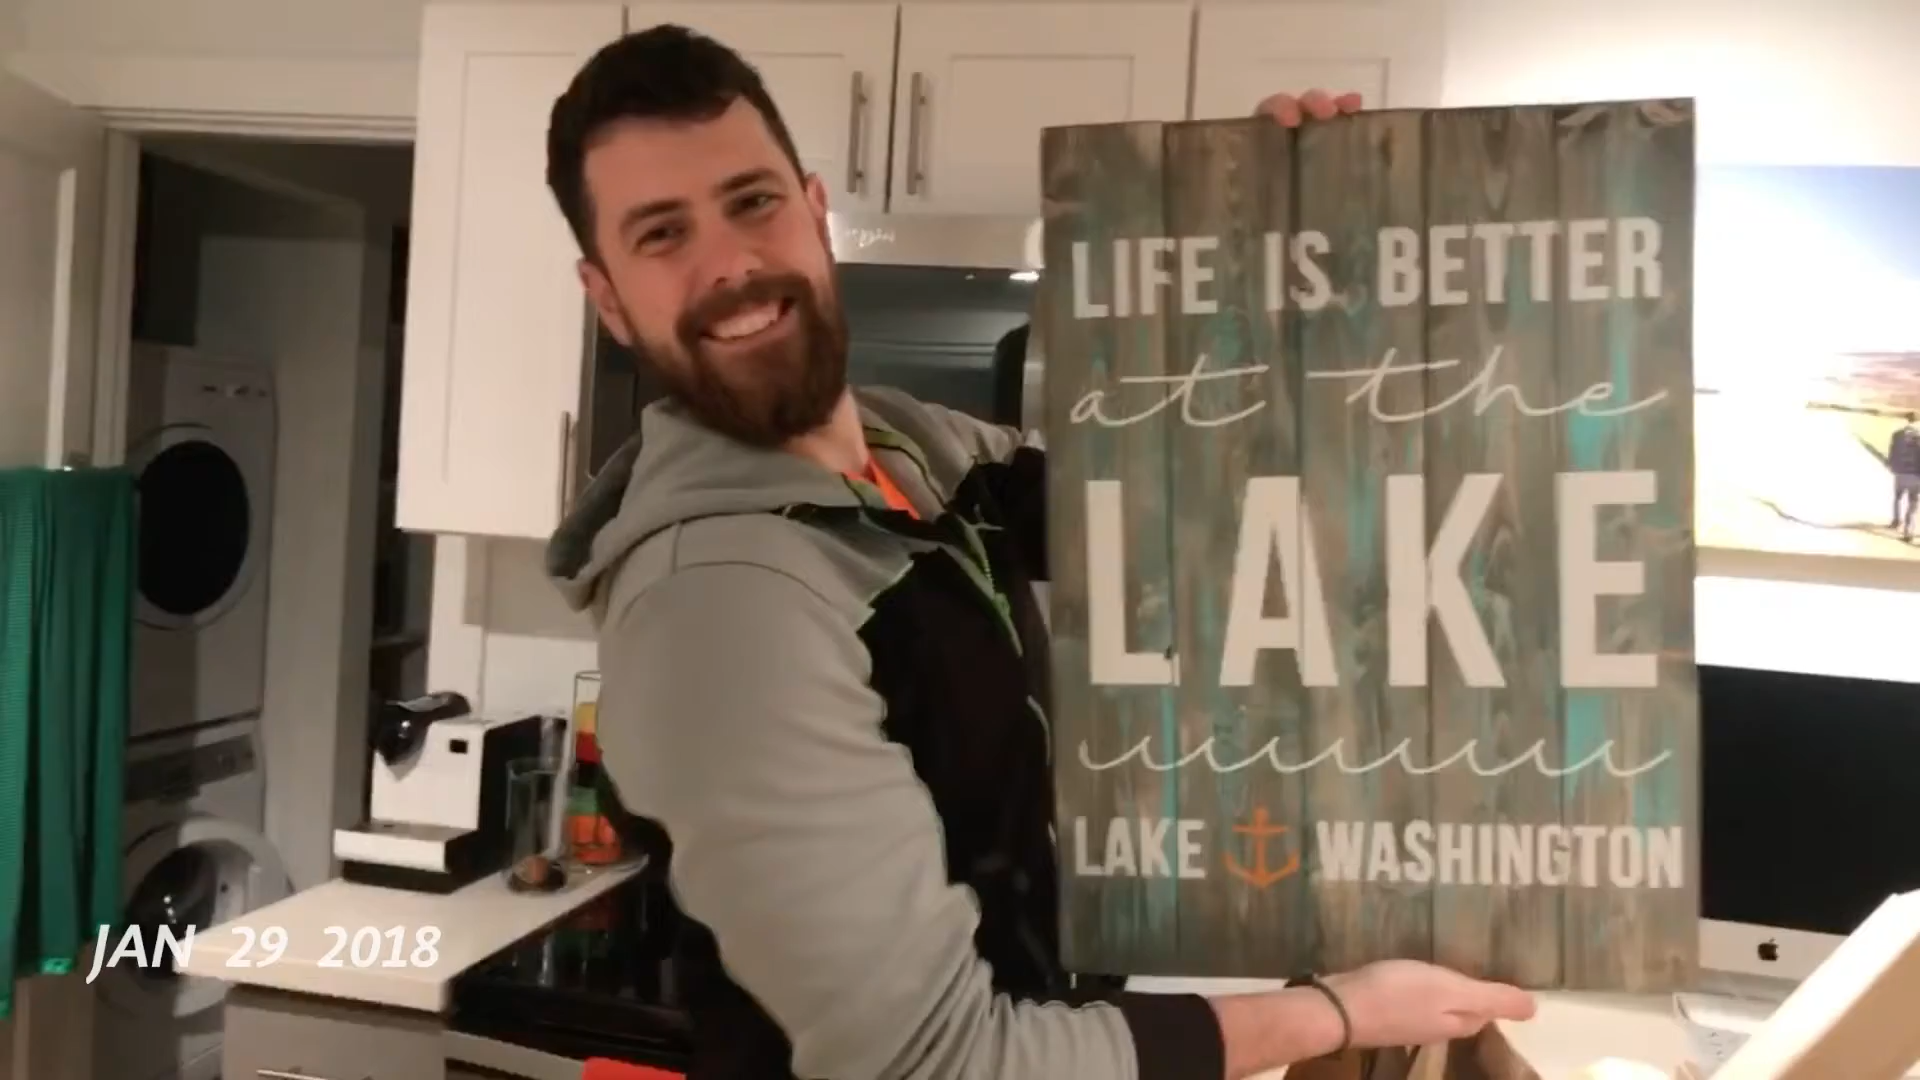 LIFE IS BETTER
at the
LAKE
LAKE WASHINGTON
JAN 29 2018